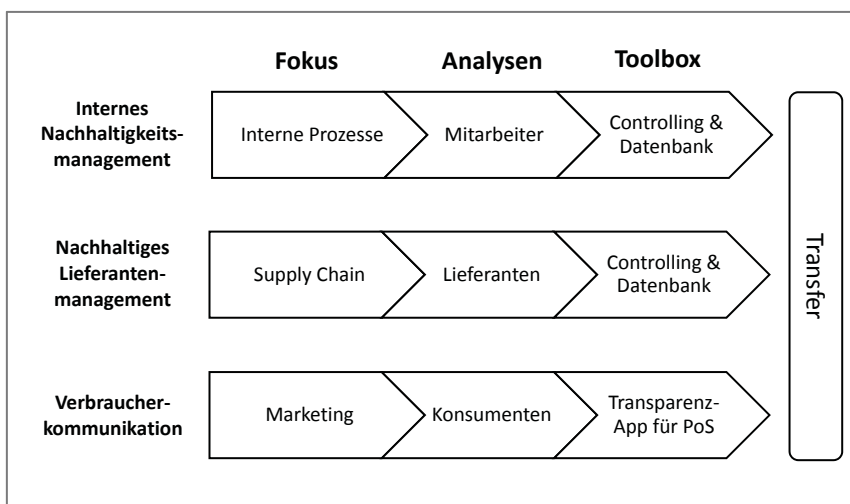 Fokus
Analysen
Toolbox
Internes
Nachhaltigkeits-
management
Interne Prozesse
Mitarbeiter
Controlling &
Datenbank
Nachhaltiges
Lieferanten-
management
Supply Chain
Lieferanten
Controlling &
Datenbank
Verbraucher-
kommunikation
Marketing
Konsumenten
Transparenz-
App für PoS
Transfer